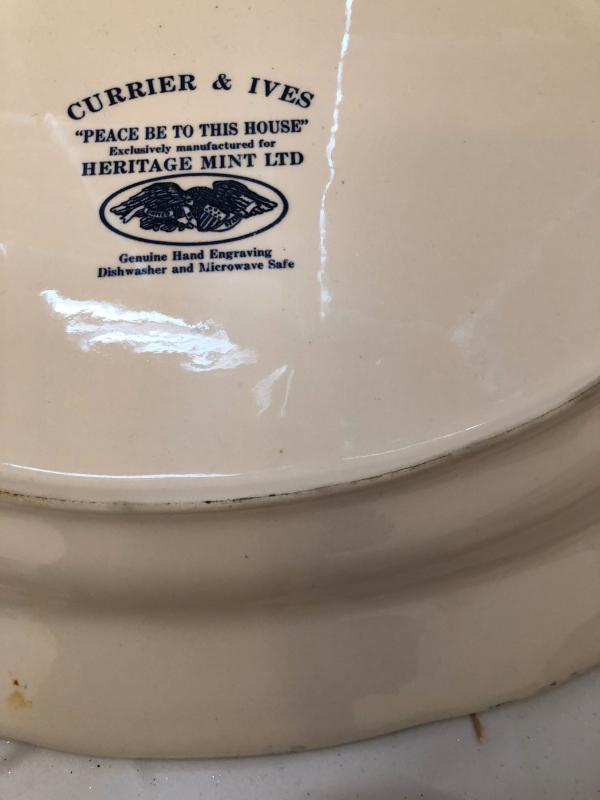 CURRIER & IVES
"PEACE BE TO THIS HOUSE"
Exclusively manufactured for
HERITAGE MINT LTD
Genuine Hand Engraving
Dishwasher and Microwave Safe